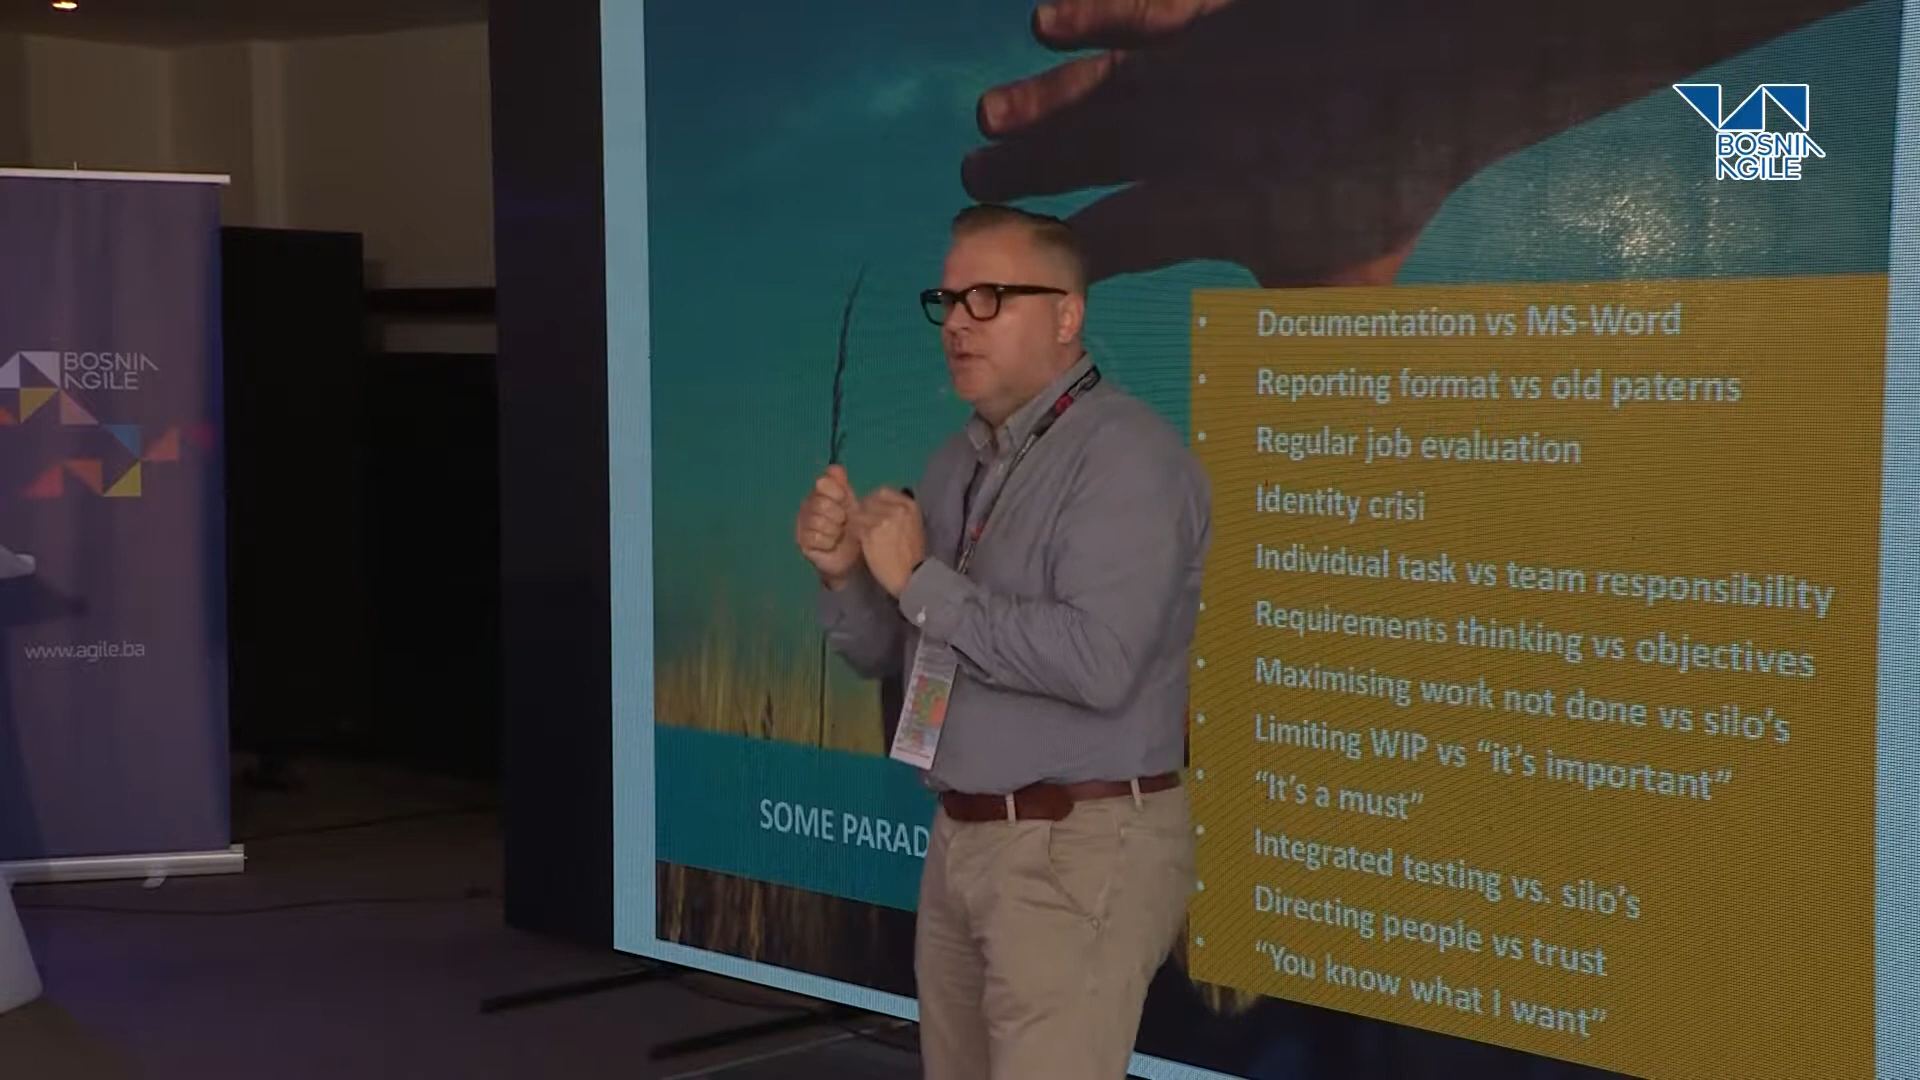 BOSNIA
AGILE
BOSNIA
AGILE
www.agile.ba
SOME PARAD
• Documentation vs MS-Word
• Reporting format vs old paterns
• Regular job evaluation
Identity crisi
Individual task vs team responsibility
• Requirements thinking vs objectives
• Maximising work not done vs silo's
• Limiting WIP vs "it's important"
• "It's a must"
• Integrated testing vs. silo's
• Directing people vs trust
• "You know what I want"